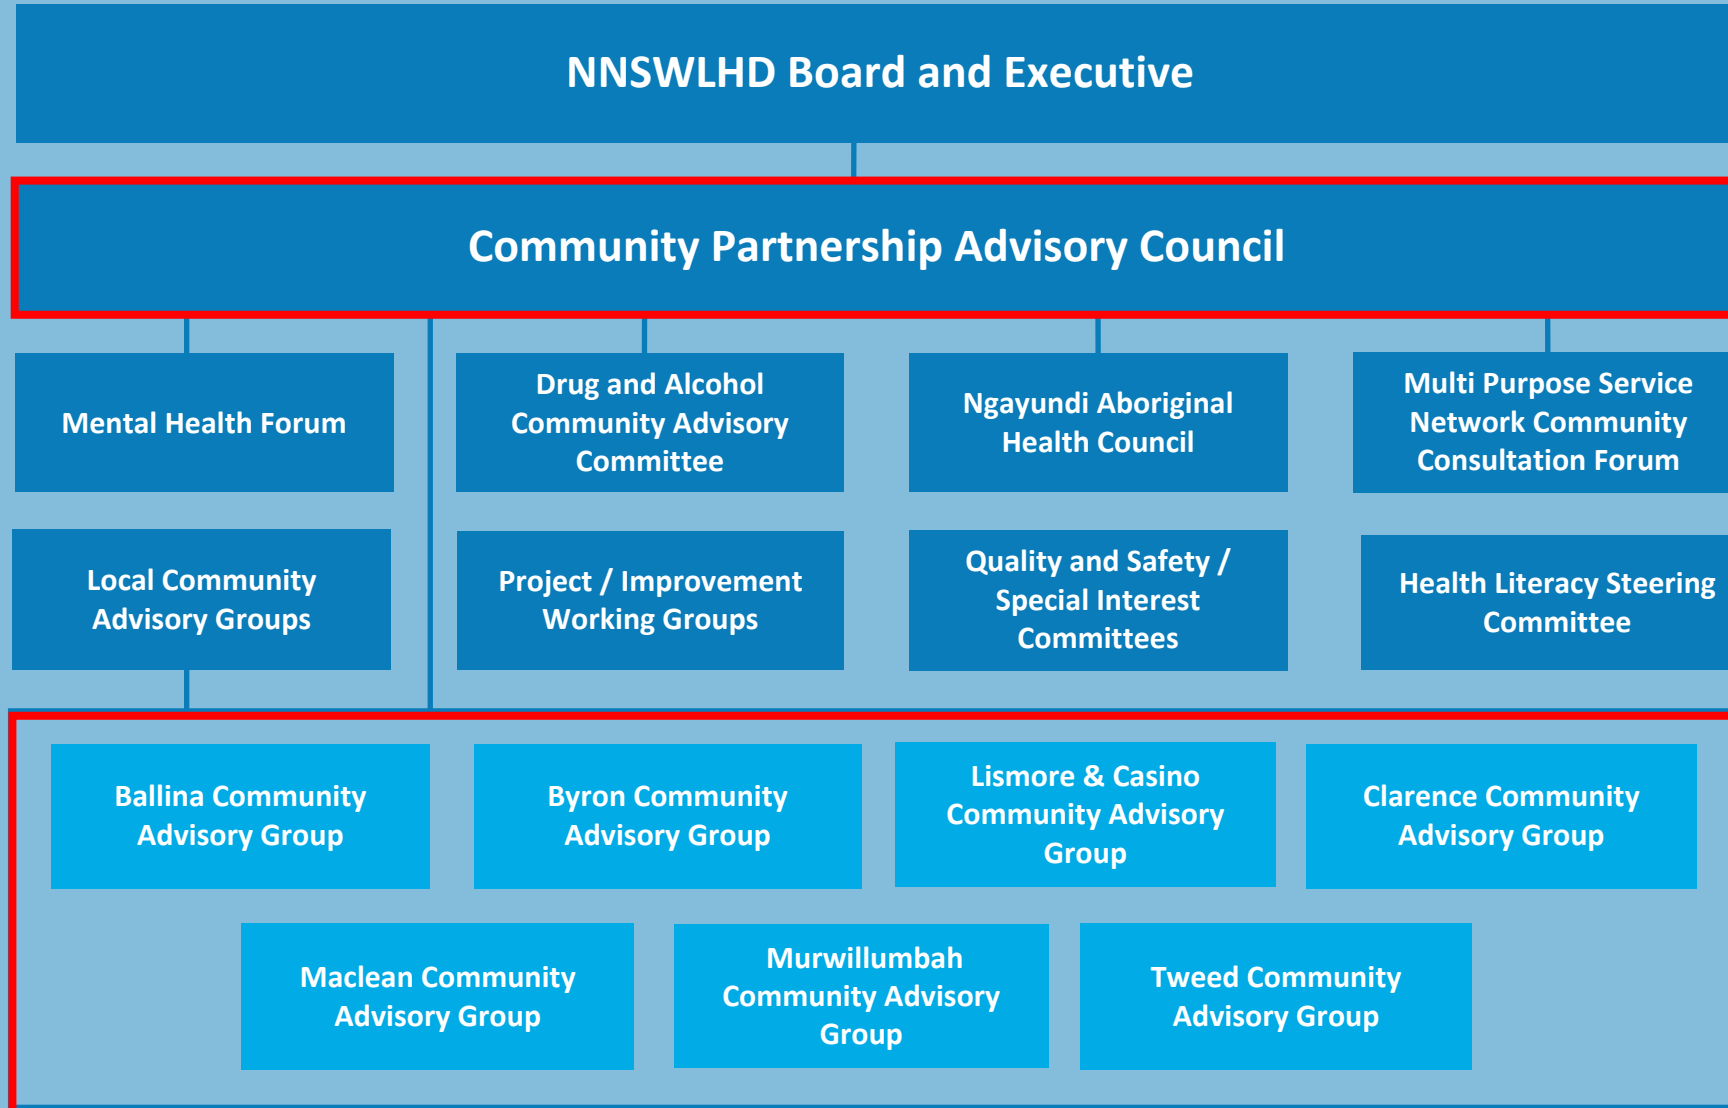 NNSWLHD Board and Executive
Community Partnership Advisory Council
Mental Health Forum
Drug and Alcohol
Community Advisory
Committee
Ngayundi Aboriginal
Health Council
Multi Purpose Service
Network Community
Consultation Forum
Local Community
Advisory Groups
Project / Improvement
Working Groups
Quality and Safety /
Special Interest
Committees
Health Literacy Steering
Committee
Ballina Community
Advisory Group
Byron Community
Advisory Group
Lismore & Casino
Community Advisory
Group
Clarence Community
Advisory Group
Maclean Community
Advisory Group
Murwillumbah
Community Advisory
Group
Tweed Community
Advisory Group